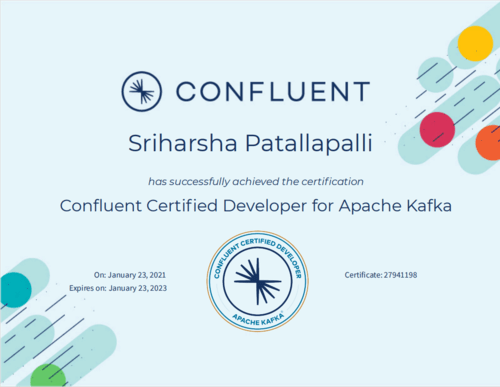 CONFLUENT
Sriharsha Patallapalli
has successfully achieved the certification
Confluent Certified Developer for Apache Kafka
CONFLUENT CERTIFIED DEVELOPER
APACHE KAFKA
On: January 23, 2021
Certificate: 27941198
Expires on: January 23, 2023